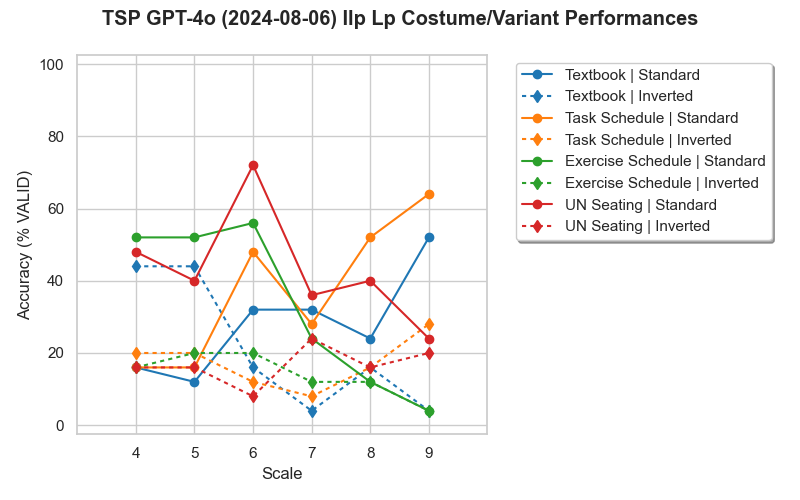 TSP GPT-4o (2024-08-06) Ilp Lp Costume/Variant Performances
100
80
60
40
20
0
Accuracy (% VALID)
4 5 6 7 8 9
Scale
Textbook | Standard
Textbook | Inverted
Task Schedule | Standard
Task Schedule | Inverted
Exercise Schedule | Standard
Exercise Schedule | Inverted
UN Seating | Standard
UN Seating | Inverted